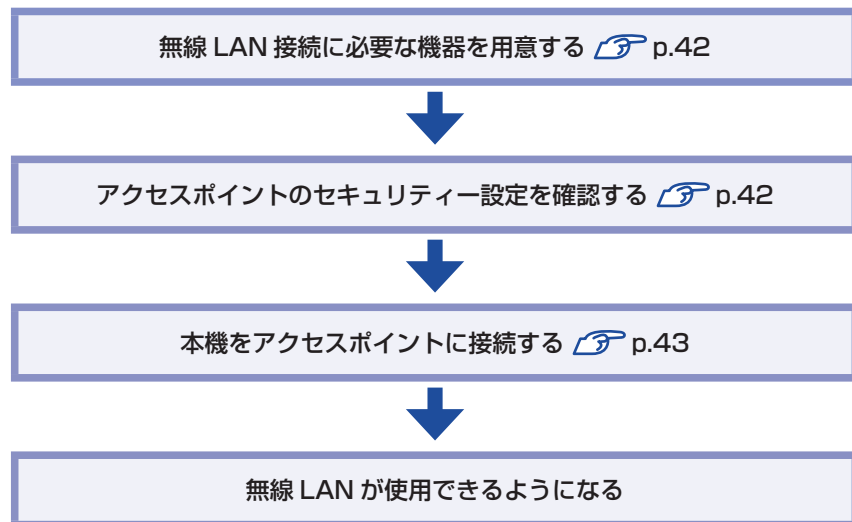 無線 LAN 接続に必要な機器を用意する p.42
アクセスポイントのセキュリティー設定を確認する p.42
本機をアクセスポイントに接続する p.43
無線 LAN が使用できるようになる